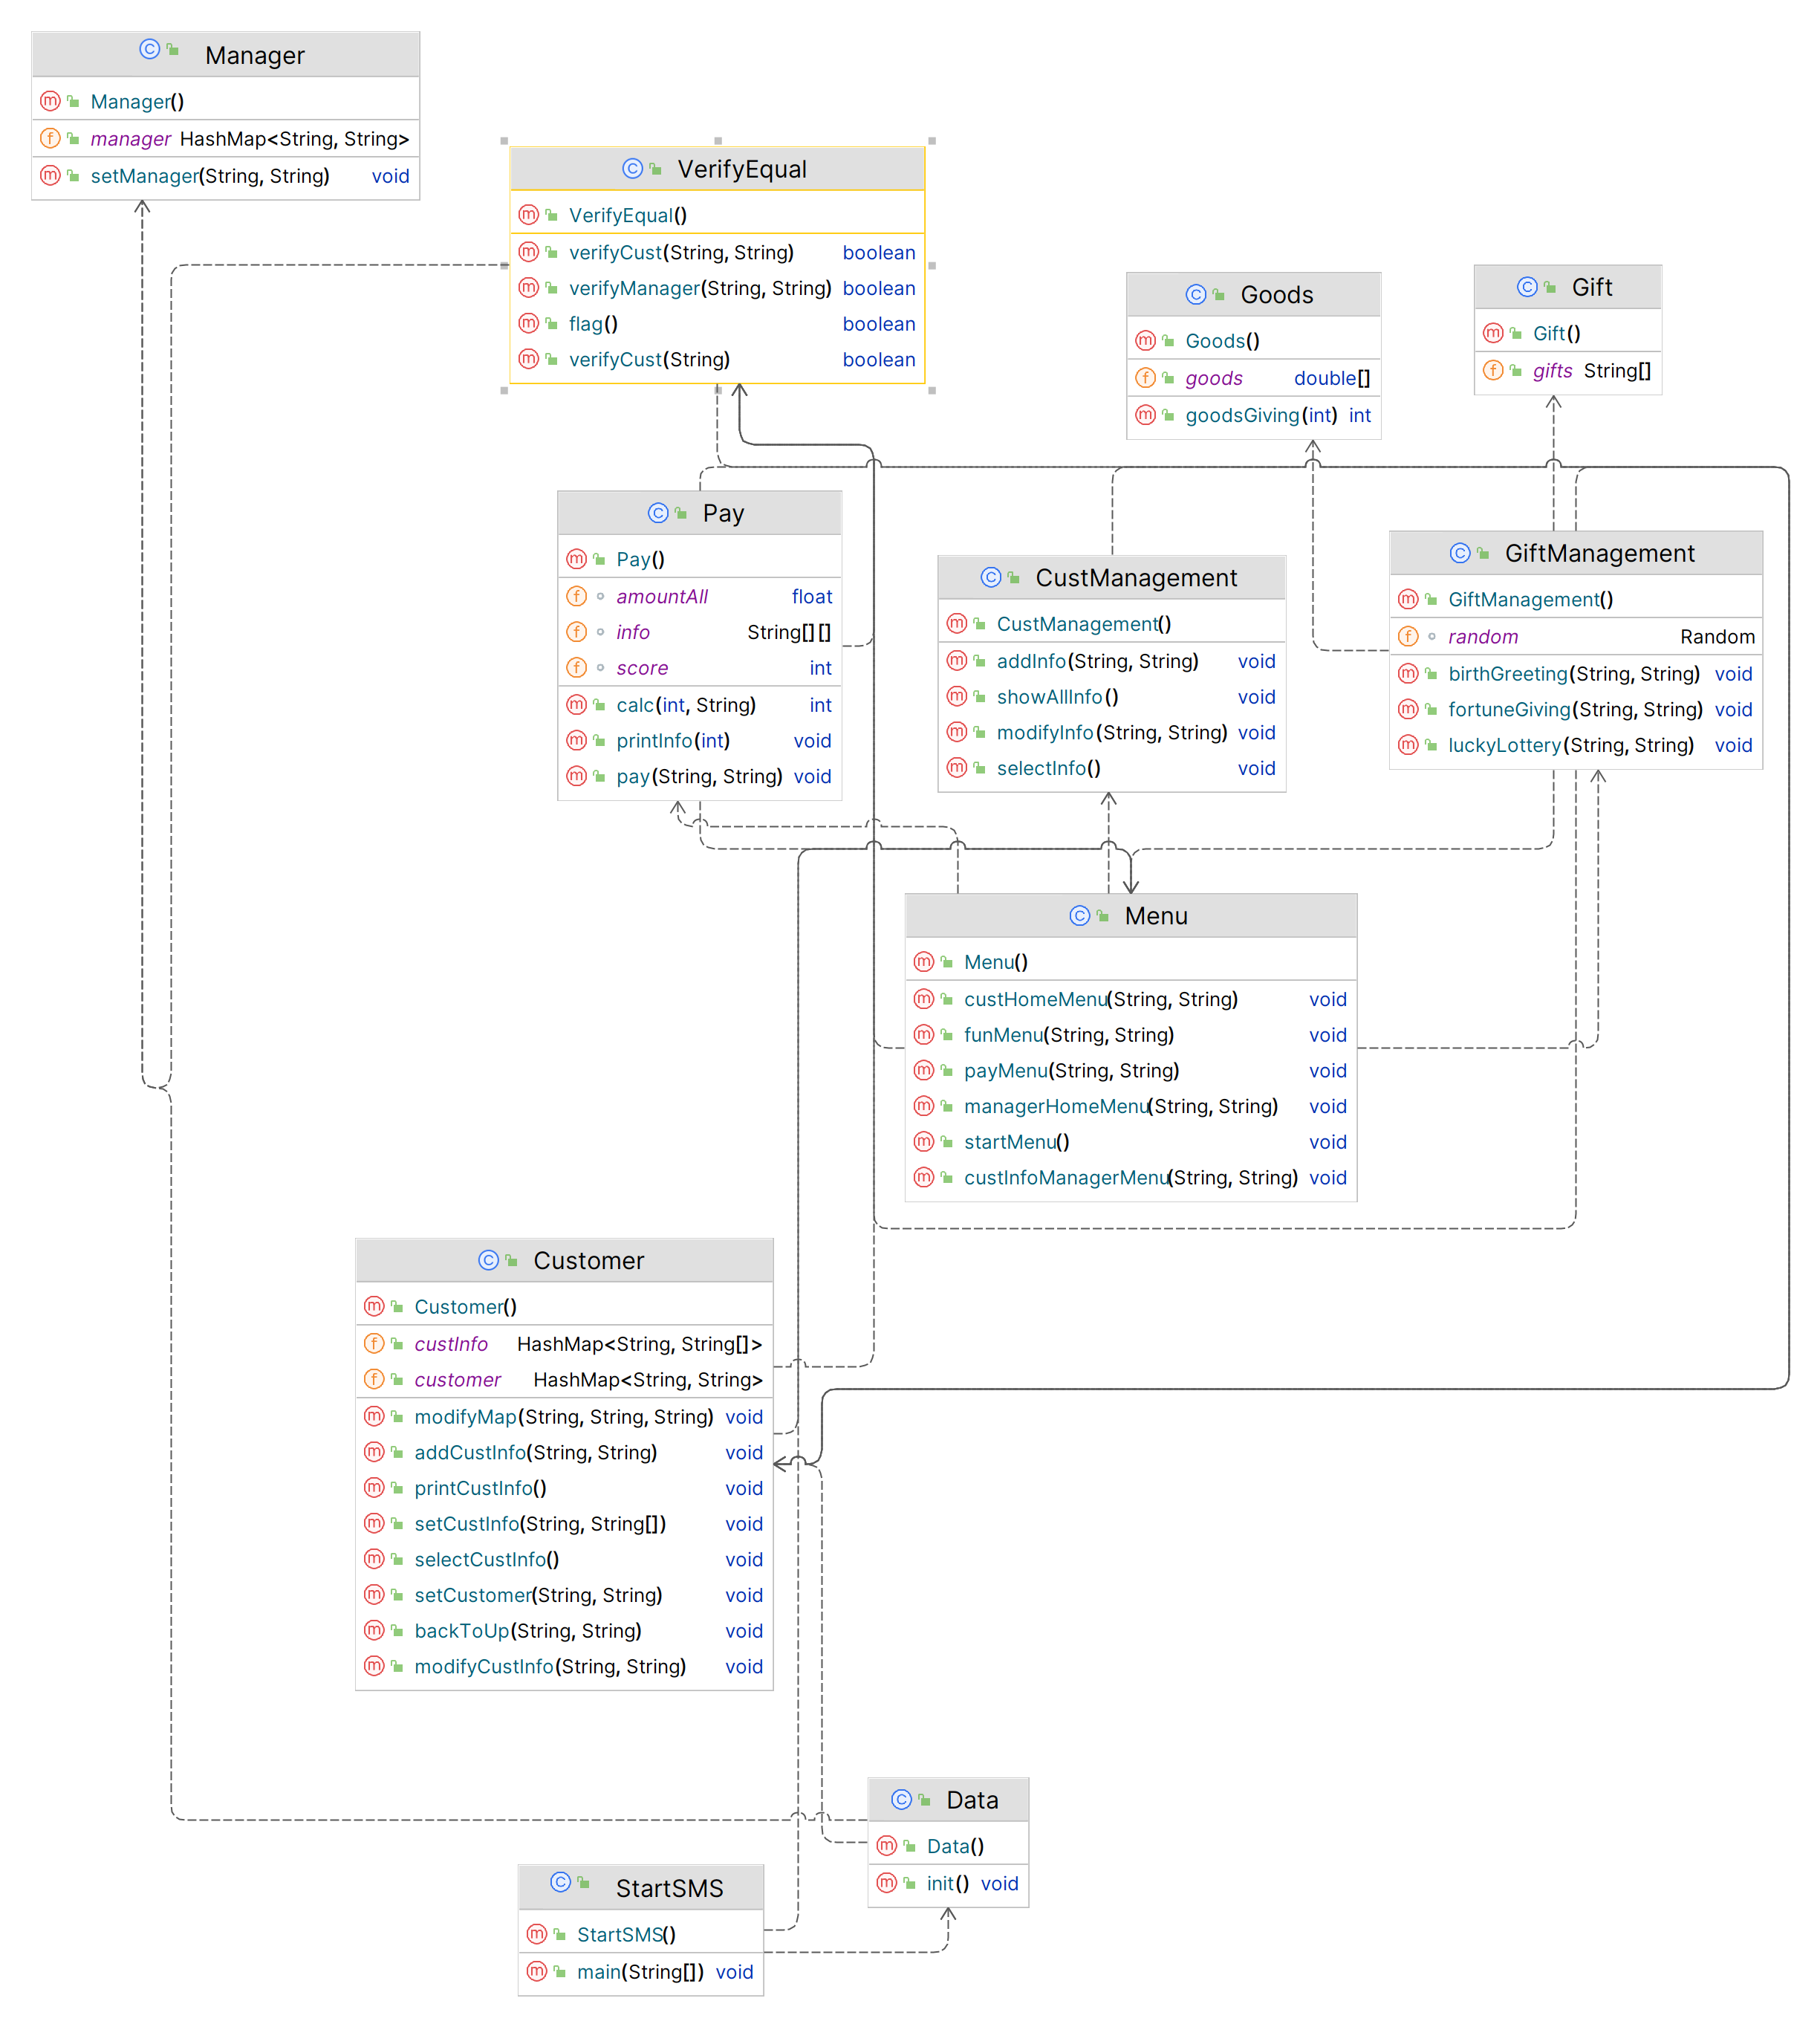 Manager
Manager()
manager HashMap<String, String>
setManager(String, String) void
VerifyEqual
VerifyEqual()
verifyCust(String, String) boolean
verifyManager(String, String) boolean
flag() boolean
verifyCust(String) boolean
Goods
Goods()
goods double[]
goodsGiving(int) int
Gift
Gift()
gifts String[]
Pay
Pay()
amountAll float
info String[][]
score int
calc(int, String) int
printInfo(int) void
pay(String, String) void
CustManagement
CustManagement()
addInfo(String, String) void
showAllInfo() void
modifyInfo(String, String) void
selectInfo() void
GiftManagement
GiftManagement()
random Random
birthGreeting(String, String) void
fortuneGiving(String, String) void
luckyLottery(String, String) void
Menu
Menu()
custHomeMenu(String, String) void
funMenu(String, String) void
payMenu(String, String) void
managerHomeMenu(String, String) void
startMenu() void
custInfoManagerMenu(String, String) void
Customer
Customer()
custInfo HashMap<String, String[]>
customer HashMap<String, String>
modifyMap(String, String, String) void
addCustInfo(String, String) void
printCustInfo() void
setCustInfo(String, String[]) void
selectCustInfo() void
setCustomer(String, String) void
backToUp(String, String) void
modifyCustInfo(String, String) void
Data
Data()
init() void
StartSMS
StartSMS()
main(String[]) void